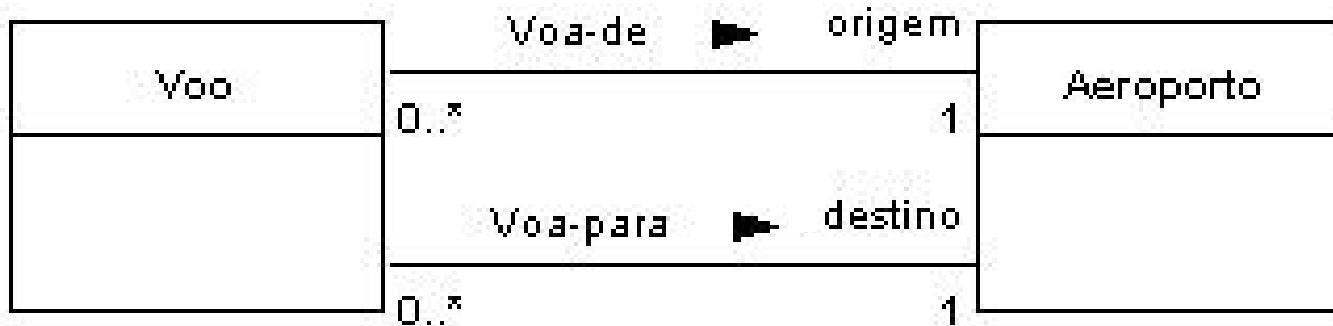 Voa-de origem
Voo
Aeroporto
0..* 1
Voa-para destino
0..* 1